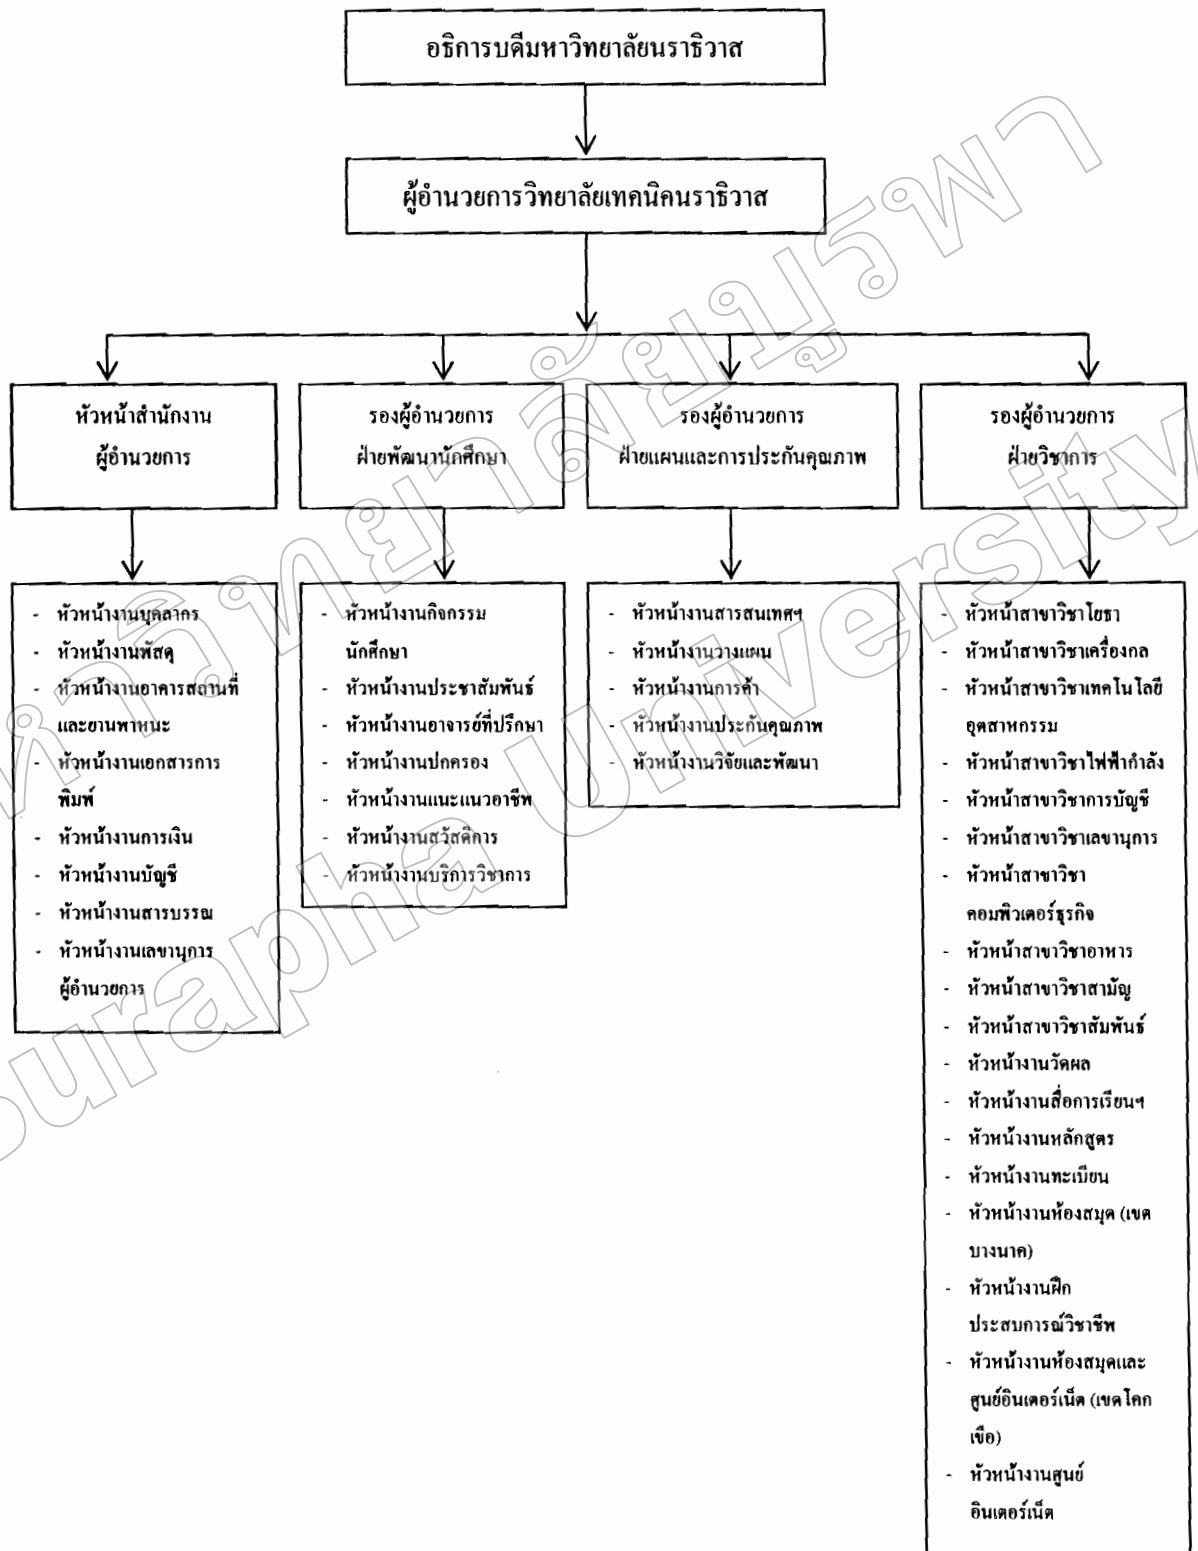 อธิการบดีมหาวิทยาลัยนราธิวาส
ผู้อำนวยการวิทยาลัยเทคนิคนราธิวาส
หัวหน้าสำนักงาน
ผู้อำนวยการ
รองผู้อำนวยการ
ฝ่ายพัฒนานักศึกษา
รองผู้อำนวยการ
ฝ่ายแผนและการประกันคุณภาพ
รองผู้อำนวยการ
ฝ่ายวิชาการ
- หัวหน้างานบุคลากร
- หัวหน้างานพัสดุ
- หัวหน้างานอาคารสถานที่
และยานพาหนะ
- หัวหน้างานเอกสารการ
พิมพ์
- หัวหน้างานการเงิน
- หัวหน้างานบัญชี
- หัวหน้างานสารบรรณ
- หัวหน้างานเลขานุการ
ผู้อำนวยการ
- หัวหน้างานกิจกรรม
นักศึกษา
- หัวหน้างานประชาสัมพันธ์
- หัวหน้างานอาจารย์ที่ปรึกษา
- หัวหน้างานปกครอง
- หัวหน้างานแนะแนวอาชีพ
- หัวหน้างานสวัสดิการ
- หัวหน้างานบริการวิชาการ
- หัวหน้างานสารสนเทศฯ
- หัวหน้างานวางแผน
- หัวหน้างานการค้า
- หัวหน้างานประกันคุณภาพ
- หัวหน้างานวิจัยและพัฒนา
- หัวหน้าสาขาวิชาโยธา
- หัวหน้าสาขาวิชาเครื่องกล
- หัวหน้าสาขาวิชาเทคโนโลยี
อุตสาหกรรม
- หัวหน้าสาขาวิชาไฟฟ้ากำลัง
- หัวหน้าสาขาวิชาการบัญชี
- หัวหน้าสาขาวิชาเลขานุการ
- หัวหน้าสาขาวิชา
คอมพิวเตอร์ธุรกิจ
- หัวหน้าสาขาวิชาอาหาร
- หัวหน้าสาขาวิชาสามัญ
- หัวหน้าสาขาวิชาสัมพันธ์
- หัวหน้างานวัดผล
- หัวหน้างานสื่อการเรียนฯ
- หัวหน้างานหลักสูตร
- หัวหน้างานทะเบียน
- หัวหน้างานห้องสมุด (เขต
บางนาค)
- หัวหน้างานฝึก
ประสบการณ์วิชาชีพ
- หัวหน้างานห้องสมุดและ
ศูนย์อินเตอร์เน็ต (เขตโคก
เขือ)
- หัวหน้างานศูนย์
อินเตอร์เน็ต
หาวิทยาลัยบูรพา
Burapha University